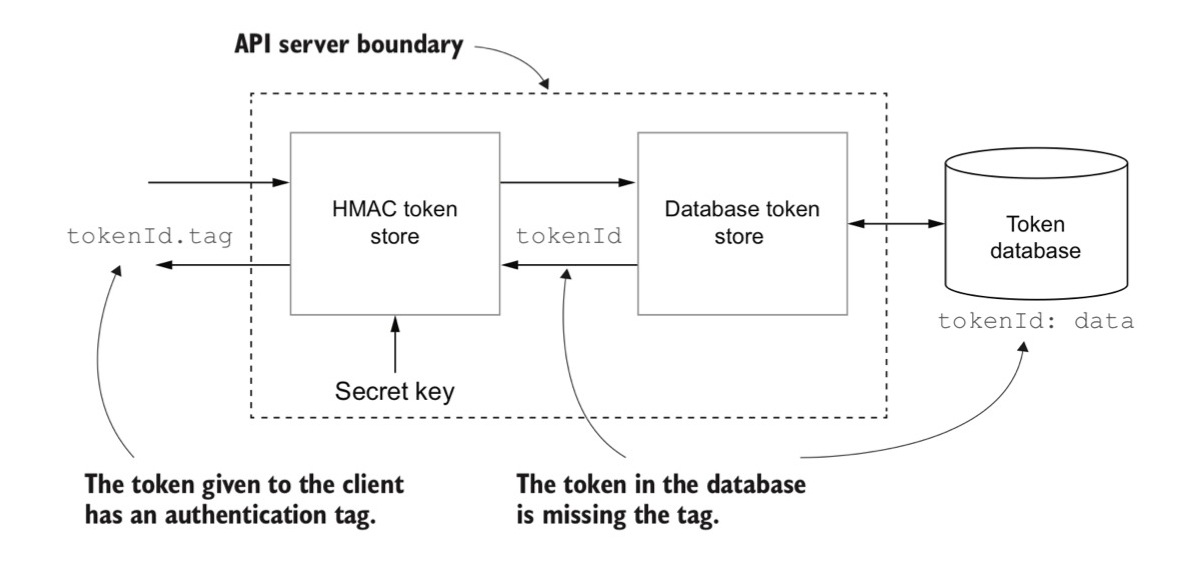 API server boundary
HMAC token
store
Database token
store
Token
database
tokenId.tag
tokenId
tokenId: data
Secret key
The token given to the client
has an authentication tag.
The token in the database
is missing the tag.